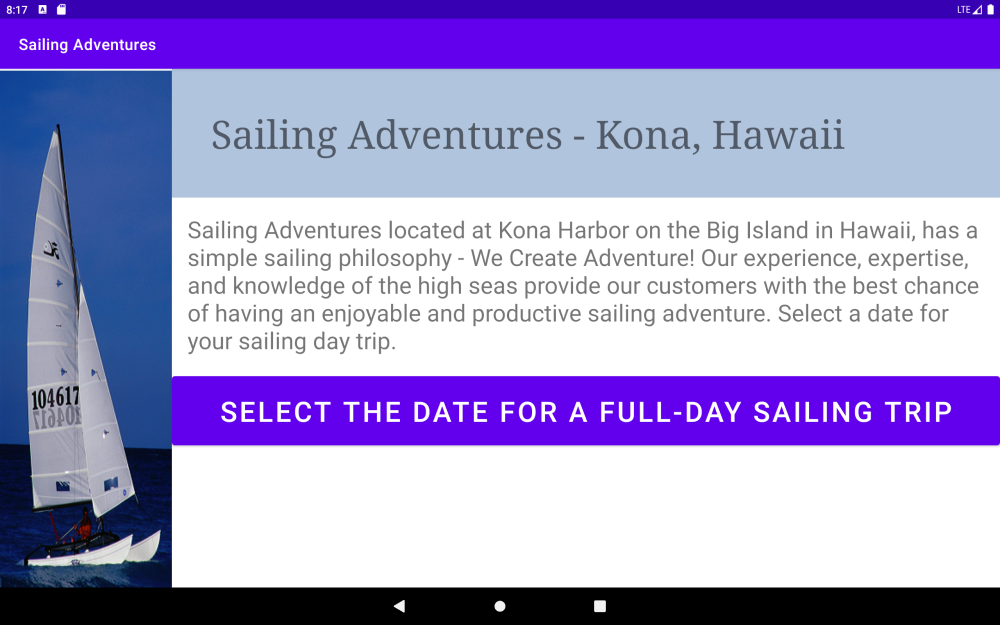 8:17
LTE
Sailing Adventures
Sailing Adventures - Kona, Hawaii
Sailing Adventures located at Kona Harbor on the Big Island in Hawaii, has a
simple sailing philosophy - We Create Adventure! Our experience, expertise,
and knowledge of the high seas provide our customers with the best chance
of having an enjoyable and productive sailing adventure. Select a date for
your sailing day trip.
104617
SELECT THE DATE FOR A FULL-DAY SAILING TRIP